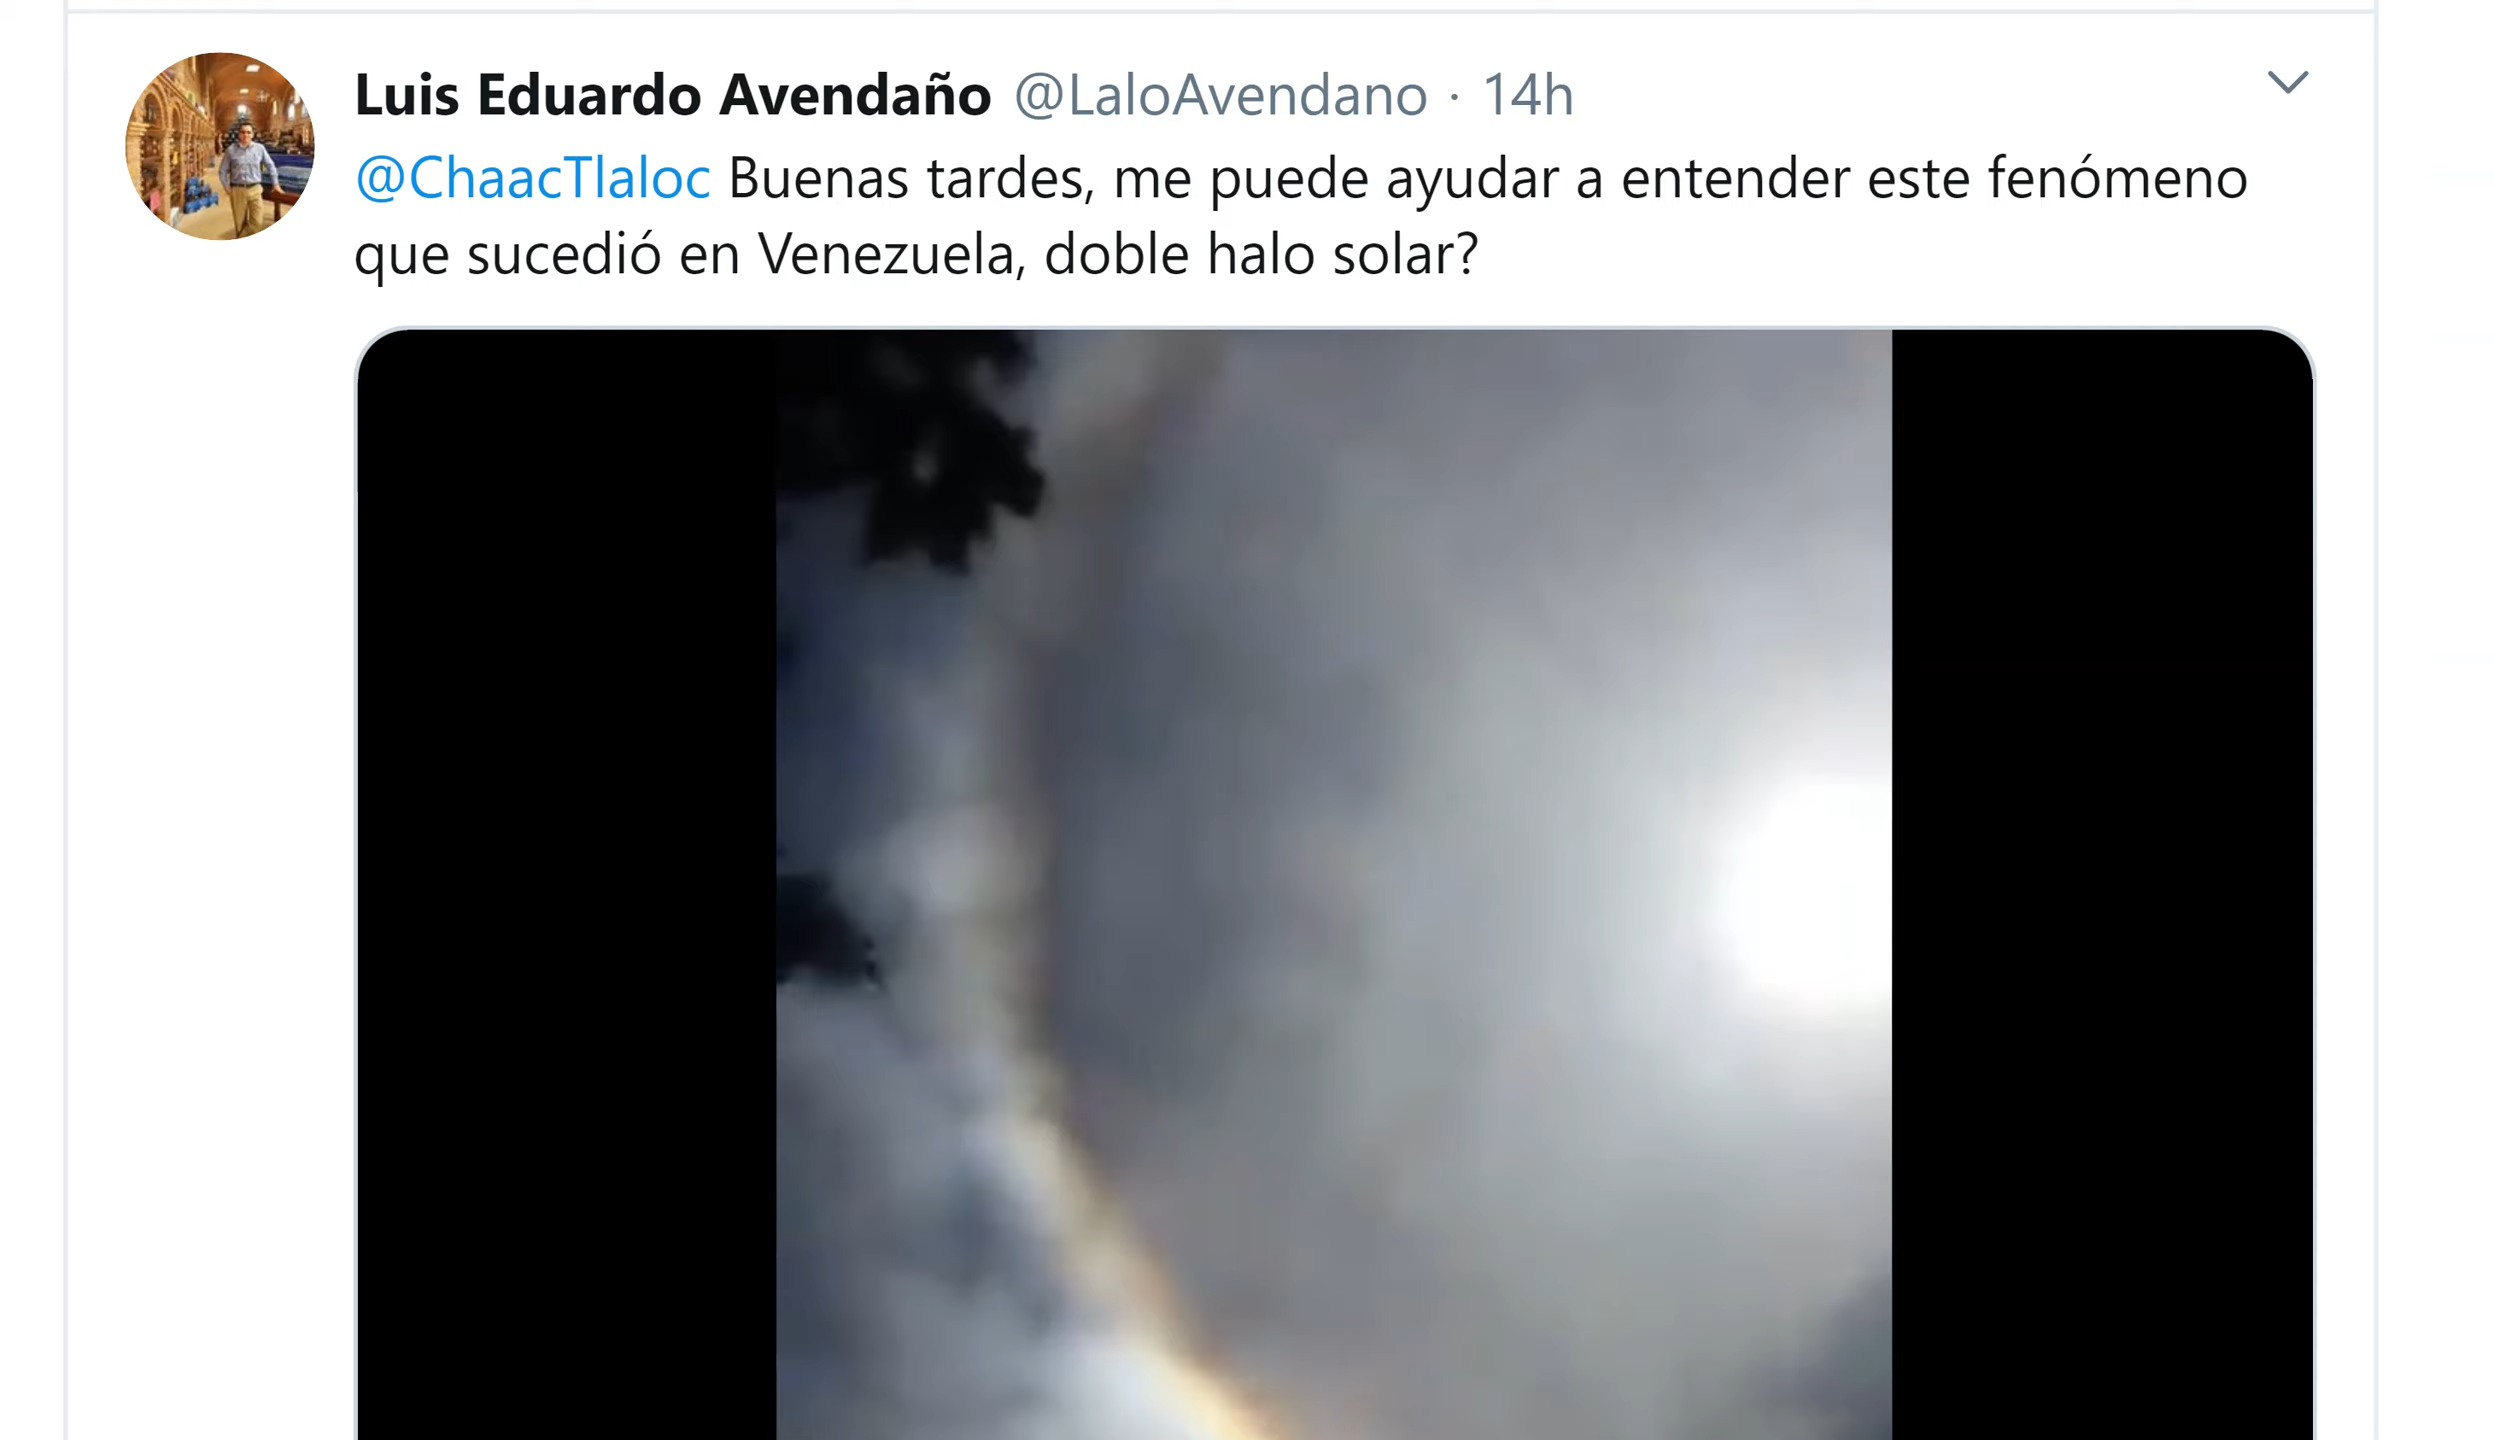 Luis Eduardo Avendaño @LaloAvendano · 14h
@ChaacTlaloc Buenas tardes, me puede ayudar a entender este fenómeno
que sucedió en Venezuela, doble halo solar?